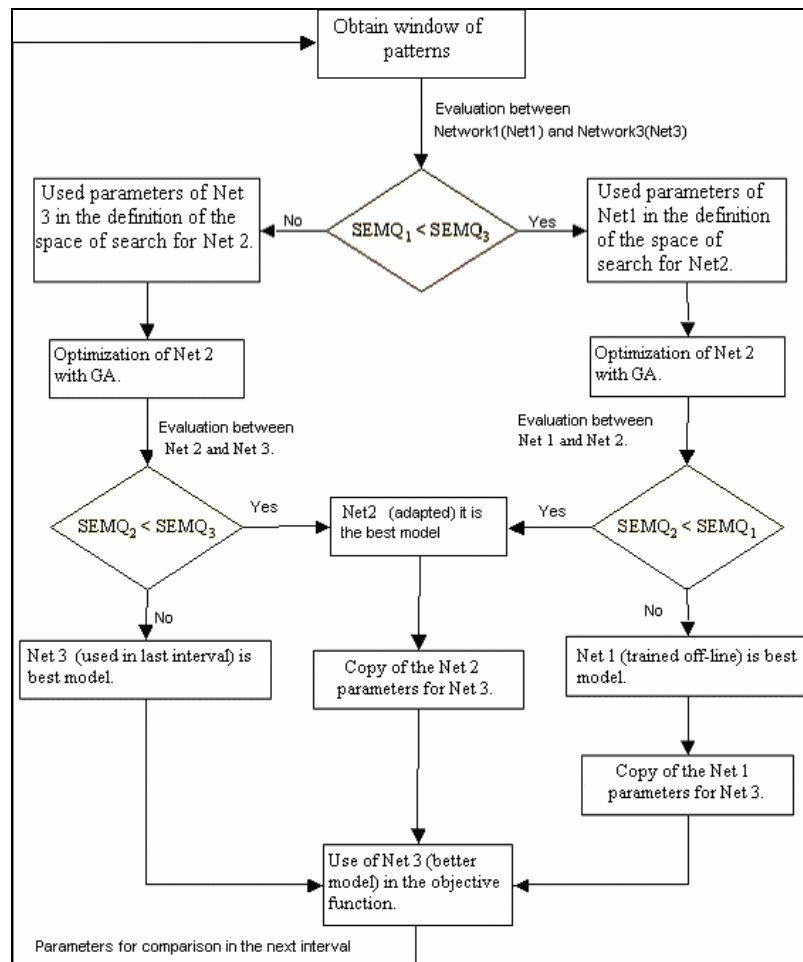 Obtain window of
patterns
Evaluation between
Network1(Net1) and Network3(Net3)
Used parameters of Net
3 in the definition of the
space of search for Net 2.
No
SEMQ1 < SEMQ3
Yes
Used parameters of
Net1 in the definition
of the space of
search for Net2.
Optimization of Net 2
with GA.
Optimization of Net 2
with GA.
Evaluation between
Net 2 and Net 3.
Evaluation between
Net 1 and Net 2.
SEMQ2 < SEMQ3
Yes
Net2 (adapted) it is
the best model
Yes
SEMQ2 < SEMQ1
No
No
Net 3 (used in last interval) is
best model.
Copy of the Net 2
parameters for Net 3.
Net 1 (trained off-line) is best
model.
Copy of the Net 1
parameters for Net 3.
Use of Net 3 (better
model) in the objective
function.
Parameters for comparison in the next interval